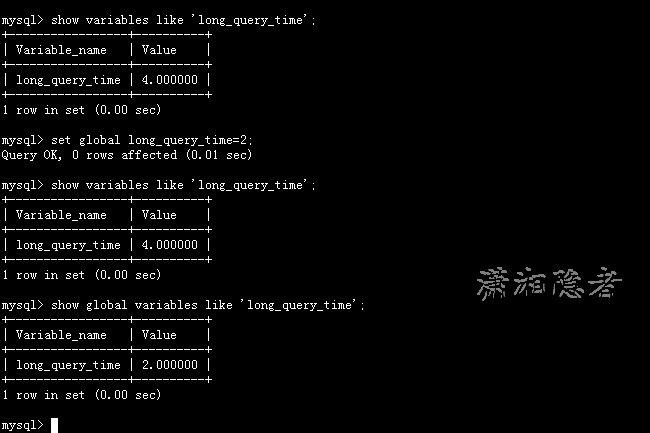 mysql> show variables like 'long_query_time';
+-----------------+----------+
| Variable_name   | Value    |
+-----------------+----------+
| long_query_time | 4.000000 |
+-----------------+----------+
1 row in set (0.00 sec)
mysql> set global long_query_time=2;
Query OK, 0 rows affected (0.01 sec)
mysql> show variables like 'long_query_time';
+-----------------+----------+
| Variable_name   | Value    |
+-----------------+----------+
| long_query_time | 4.000000 |
+-----------------+----------+
1 row in set (0.00 sec)
潇湘隐者
mysql> show global variables like 'long_query_time';
+-----------------+----------+
| Variable_name   | Value    |
+-----------------+----------+
| long_query_time | 2.000000 |
+-----------------+----------+
1 row in set (0.00 sec)
mysql>